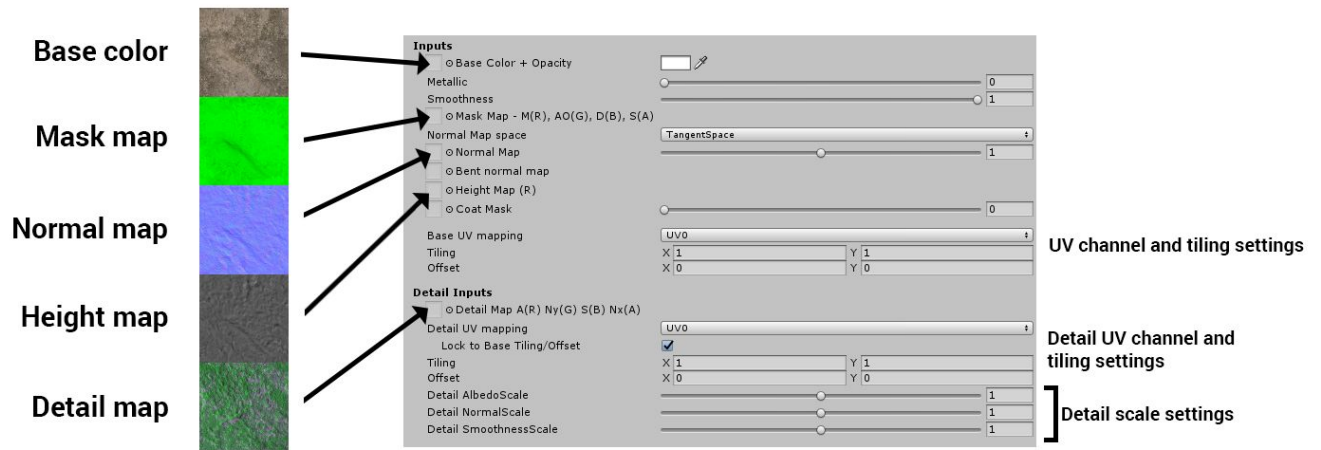 Base color
Mask map
Normal map
Height map
Detail map
Inputs
Base Color + Opacity
Metallic 0
Smoothness 1
Mask Map - M(R), AO(G), D(B), S(A)
Normal Map space TangentSpace
Normal Map 1
Bent normal map
Height Map (R)
Coat Mask 0
Base UV mapping UV0
Tiling X 1 Y 1
Offset X 0 Y 0
Detail Inputs
Detail Map A(R) Ny(G) S(B) Nx(A)
Detail UV mapping UV0
Lock to Base Tiling/Offset
Tiling X 1 Y 1
Offset X 0 Y 0
Detail AlbedoScale 1
Detail NormalScale 1
Detail SmoothnessScale 1
UV channel and tiling settings
Detail UV channel and
tiling settings
Detail scale settings